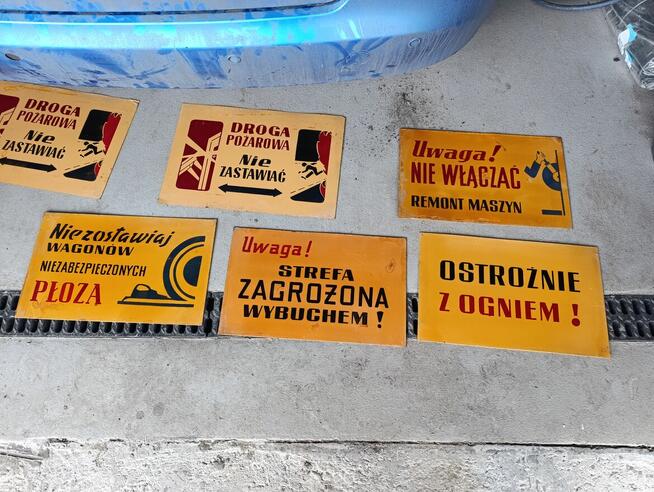 DROGA
POŻAROWA
Nie
ZASTAWIAĆ
DROGA
POŻAROWA
Nie
ZASTAWIAĆ
Uwaga!
NIE WŁĄCZAĆ
REMONT MASZYN
Niezostawiaj
WAGONÓW
NIEZABEZPIECZONYCH
PŁOZĄ
Uwaga!
STREFA
ZAGROŻONA
WYBUCHEM!
OSTROŻNIE
Z OGNIEM!